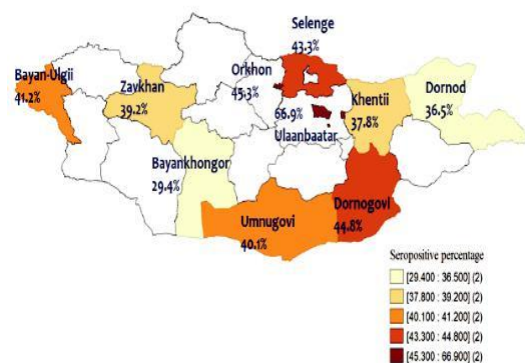 Selenge
43.3%
Bayan-Ulgii
41.2%
Zavkhan
39.2%
Orkhon
45.3%
66.9%
Ulaanbaatar
Khentii
37.8%
Dornod
36.5%
Bayankhongor
29.4%
Umnugovi
40.1%
Dornogovi
44.8%
Seropositive percentage
[29.400 : 36.500] (2)
[37.800 : 39.200] (2)
[40.100 : 41.200] (2)
[43.300 : 44.800] (2)
[45.300 : 66.900] (2)